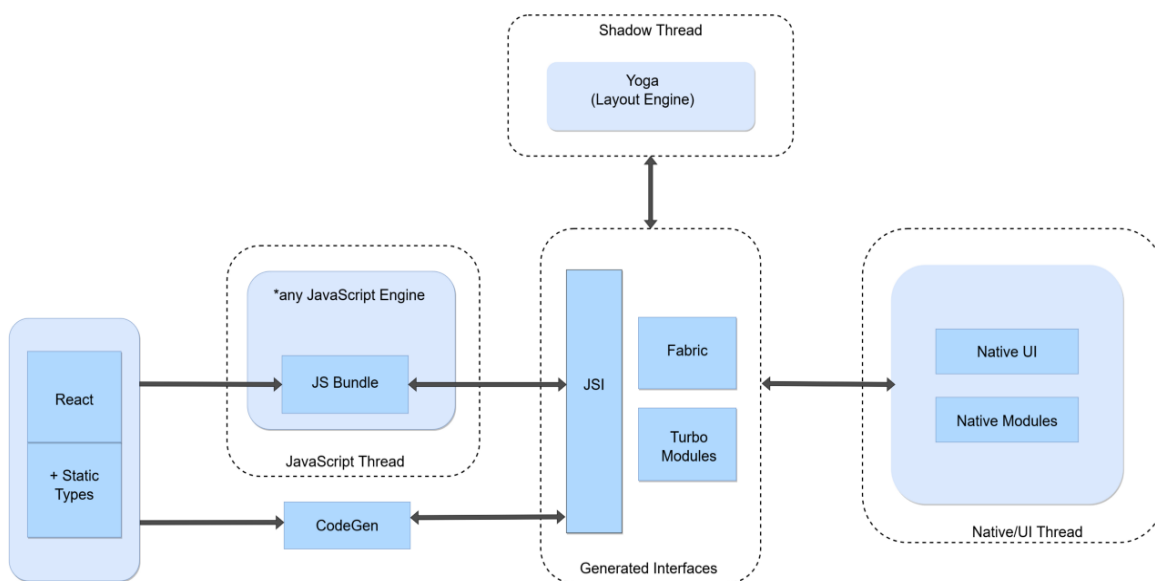 Shadow Thread
Yoga
(Layout Engine)
*any JavaScript Engine
JS Bundle
JavaScript Thread
React
+ Static
Types
CodeGen
JSI
Fabric
Turbo
Modules
Generated Interfaces
Native UI
Native Modules
Native/UI Thread